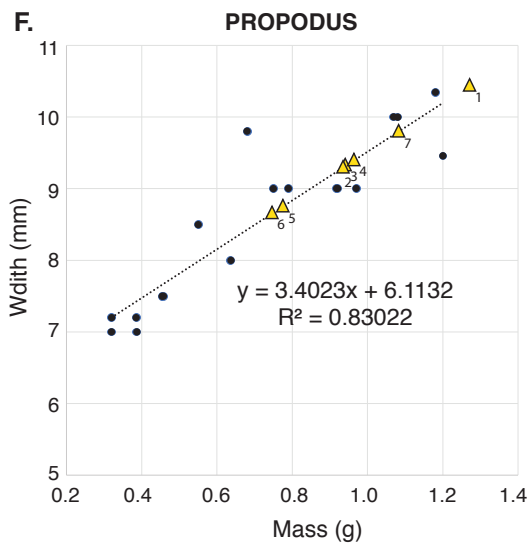 F.
PROPODUS
11
10
9
8
7
6
5
Wdith (mm)
1
7
4
3
2
5
6
y = 3.4023x + 6.1132
R² = 0.83022
0.2 0.4 0.6 0.8 1.0 1.2 1.4
Mass (g)